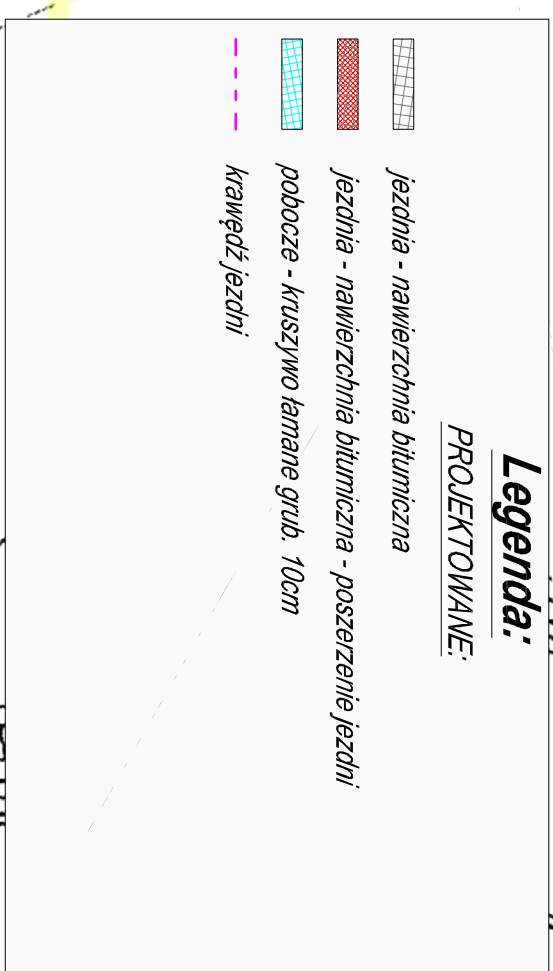 Legenda:
PROJEKTOWANE:
jezdnia - nawierzchnia bitumiczna
jezdnia - nawierzchnia bitumiczna - poszerzenie jezdni
pobocze - kruszywo łamane grub. 10cm
krawędź jezdni